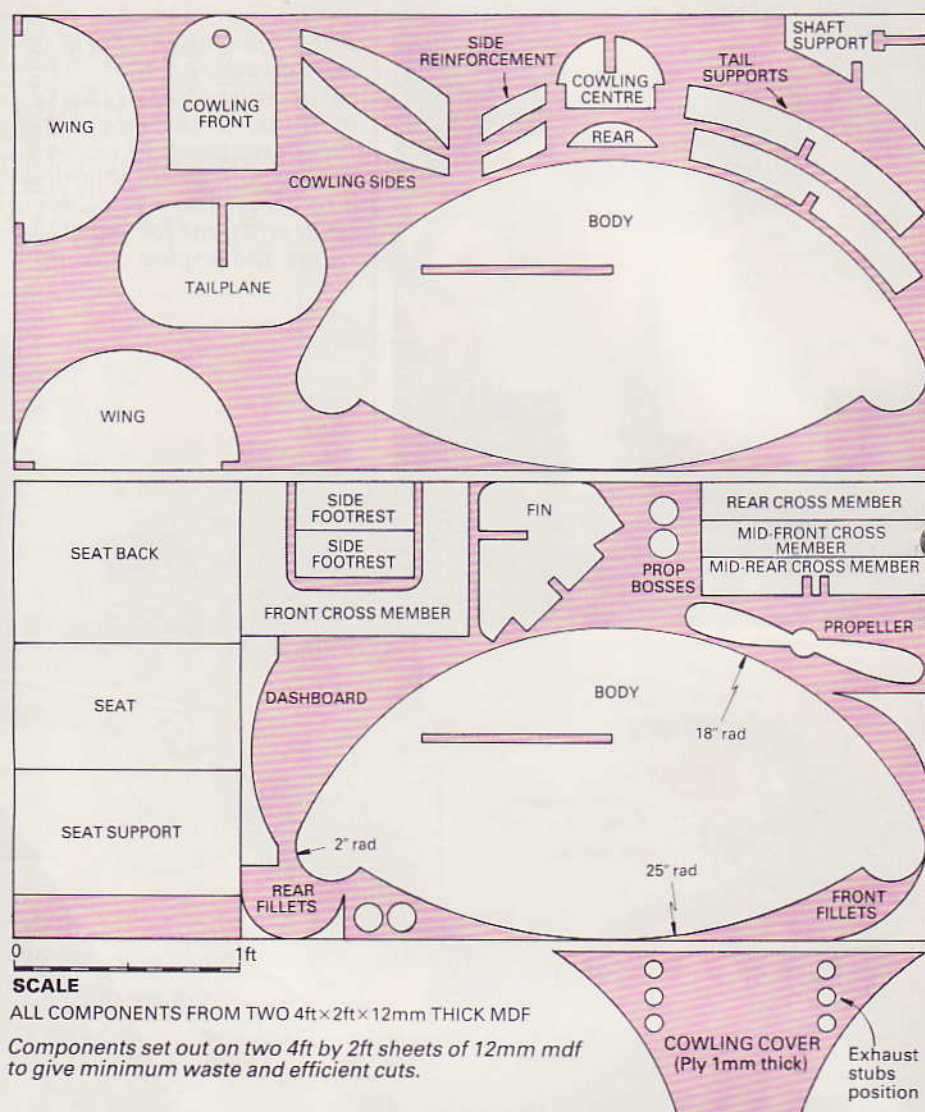 WING
COWLING
FRONT
COWLING SIDES
SIDE
REINFORCEMENT
COWLING
CENTRE
REAR
TAIL
SUPPORTS
SHAFT
SUPPORT
BODY
TAILPLANE
WING
SEAT BACK
SIDE
FOOTREST
SIDE
FOOTREST
FRONT CROSS MEMBER
FIN
PROP
BOSSES
REAR CROSS MEMBER
MID-FRONT CROSS
MEMBER
MID-REAR CROSS MEMBER
PROPELLER
SEAT
DASHBOARD
BODY
18" rad
SEAT SUPPORT
2" rad
25" rad
REAR
FILLETS
FRONT
FILLETS
0 1ft
SCALE
ALL COMPONENTS FROM TWO 4ft×2ft×12mm THICK MDF
Components set out on two 4ft by 2ft sheets of 12mm mdf
to give minimum waste and efficient cuts.
COWLING COVER
(Ply 1mm thick)
Exhaust
stubs
position